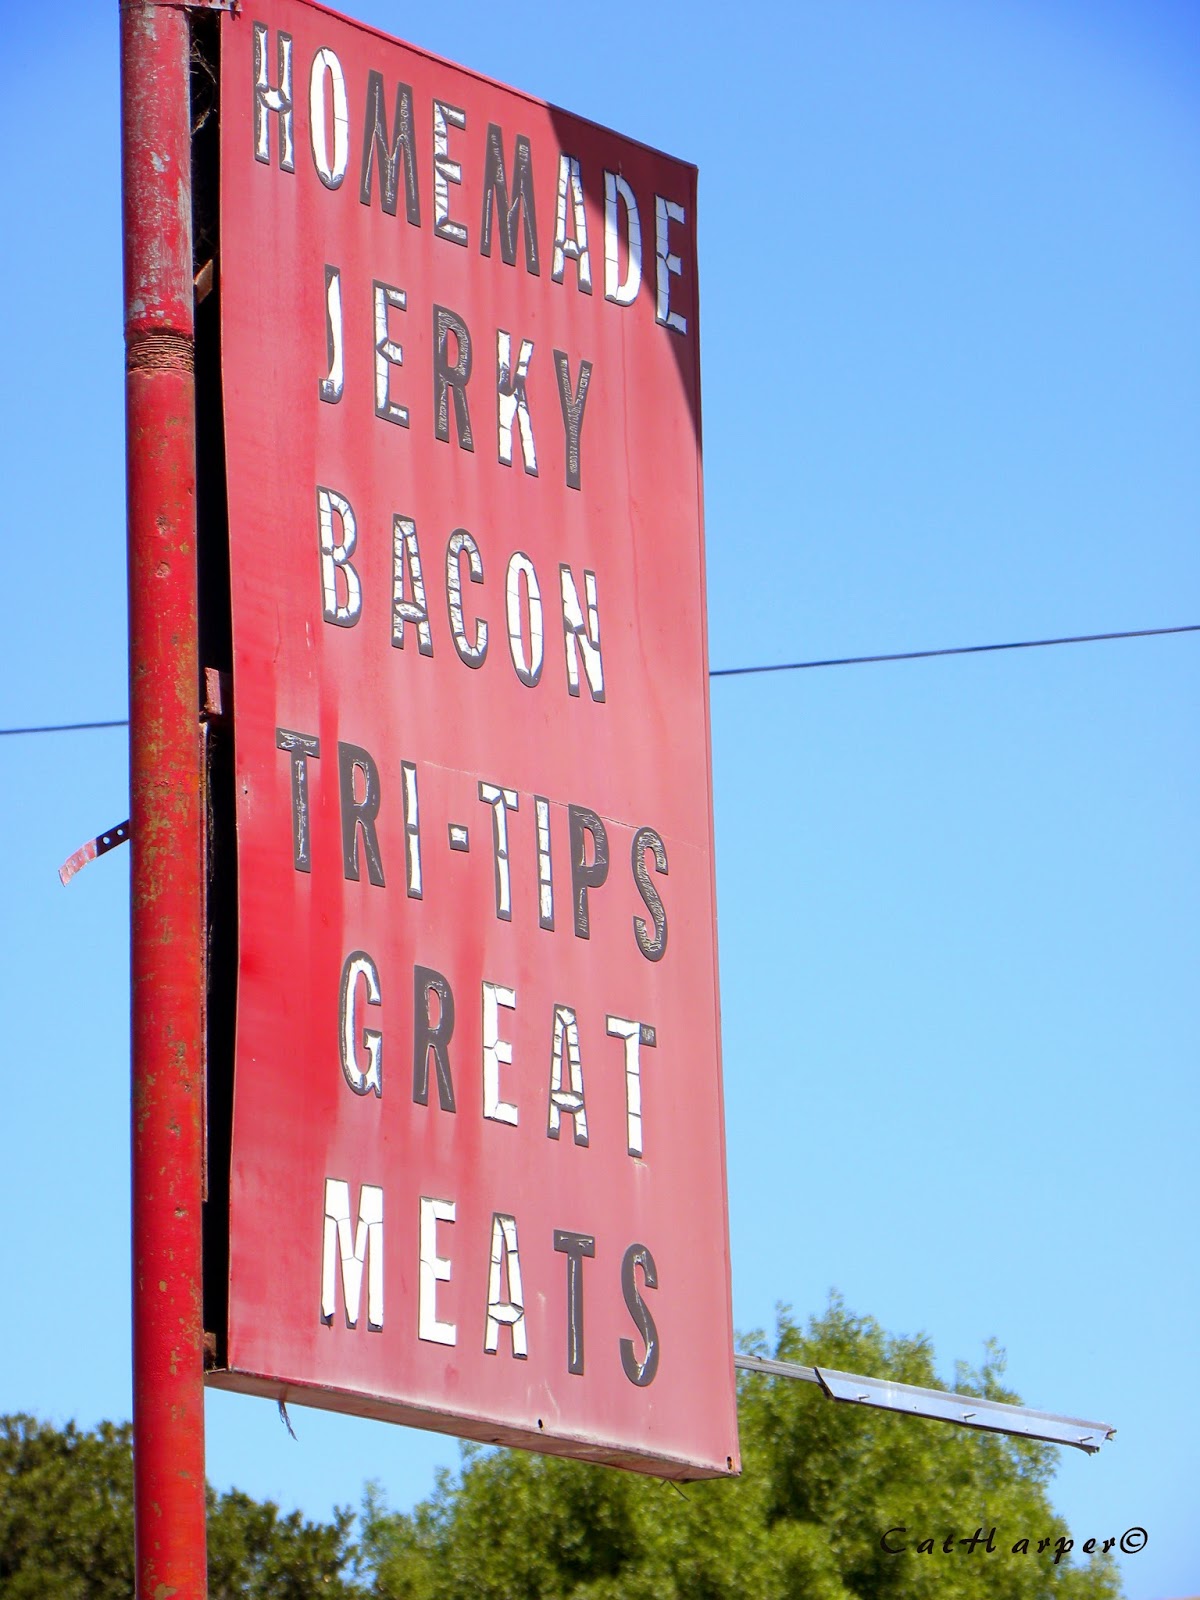 HOMEMADE
JERKY
BACON
TRI-TIPS
GREAT
MEATS
CatHarper©